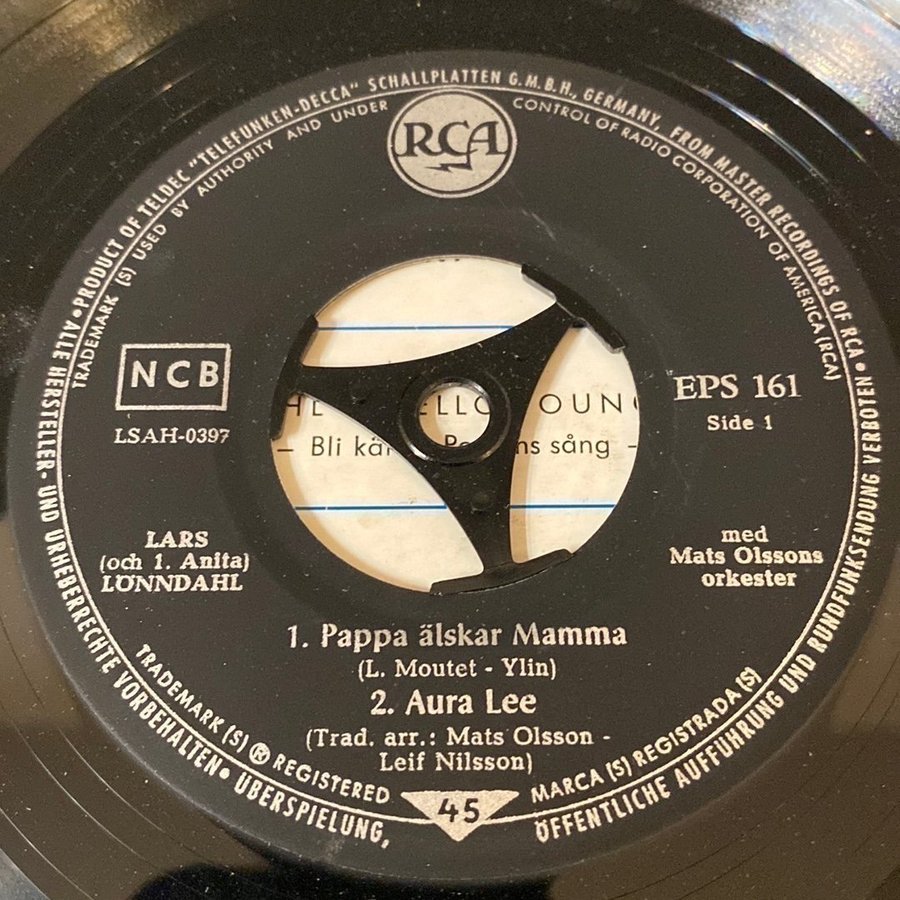 ALLE HERSTELLER- UND URHEBERRECHTE VORBEHALTEN • ÜBERSPIELUNG, ÖFFENTLICHE AUFFÜHRUNG UND RUNDFUNKSENDUNG VERBOTEN •
PRODUCT OF TELDEC "TELEFUNKEN-DECCA" SCHALLPLATTEN G.M.B.H., GERMANY, FROM MASTER RECORDINGS OF RCA •
TRADEMARK (S) USED BY AUTHORITY AND UNDER CONTROL OF RADIO CORPORATION OF AMERICA (RCA)
RCA
NCB
LSAH-0397
EPS 161
Side 1
Bli
sång –
LARS
(och 1. Anita)
LÖNNDAHL
med
Mats Olssons
orkester
1. Pappa älskar Mamma
(L. Moutet - Ylin)
2. Aura Lee
(Trad. arr.: Mats Olsson -
Leif Nilsson)
TRADEMARK (S) ® REGISTERED
MARCA (S) REGISTRADA (S)
45